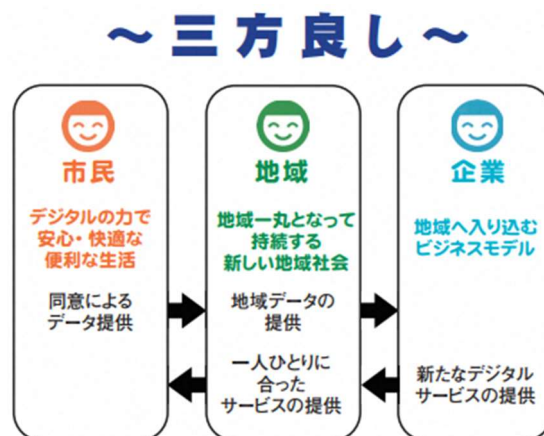 ～三方良し～
市民
デジタルの力で
安心・快適な
便利な生活
同意による
データ提供
地域
地域一丸となって
持続する
新しい地域社会
地域データの
提供
一人ひとりに
合った
サービスの提供
企業
地域へ入り込む
ビジネスモデル
新たなデジタル
サービスの提供